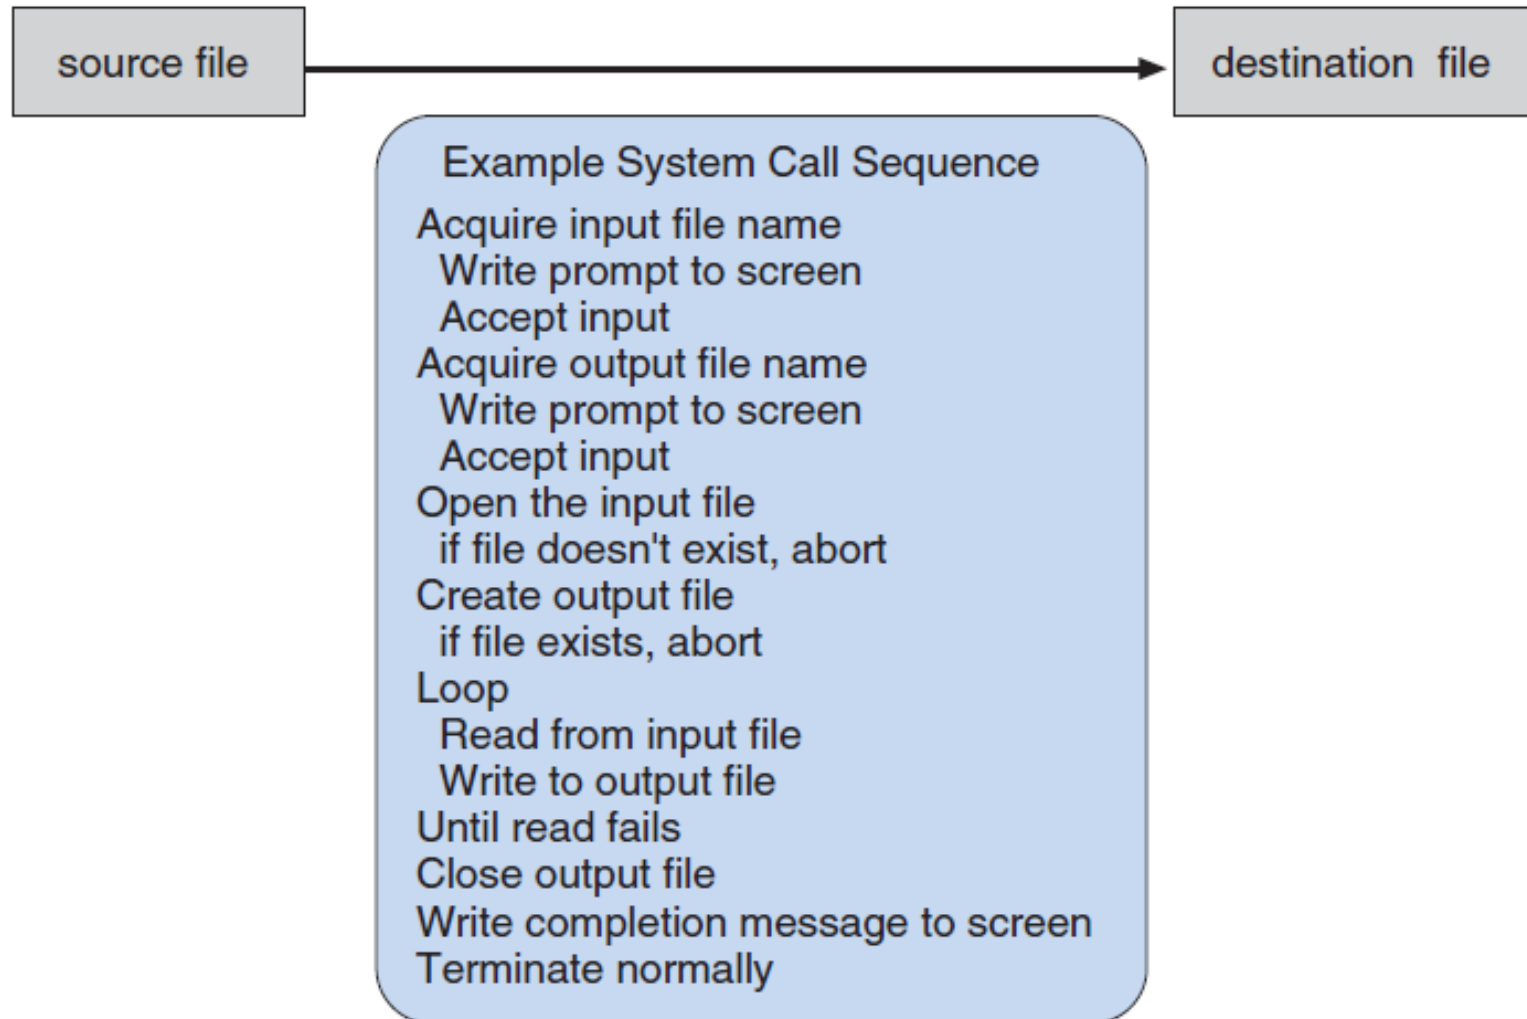 source file
destination file
Example System Call Sequence
Acquire input file name
Write prompt to screen
Accept input
Acquire output file name
Write prompt to screen
Accept input
Open the input file
if file doesn't exist, abort
Create output file
if file exists, abort
Loop
Read from input file
Write to output file
Until read fails
Close output file
Write completion message to screen
Terminate normally